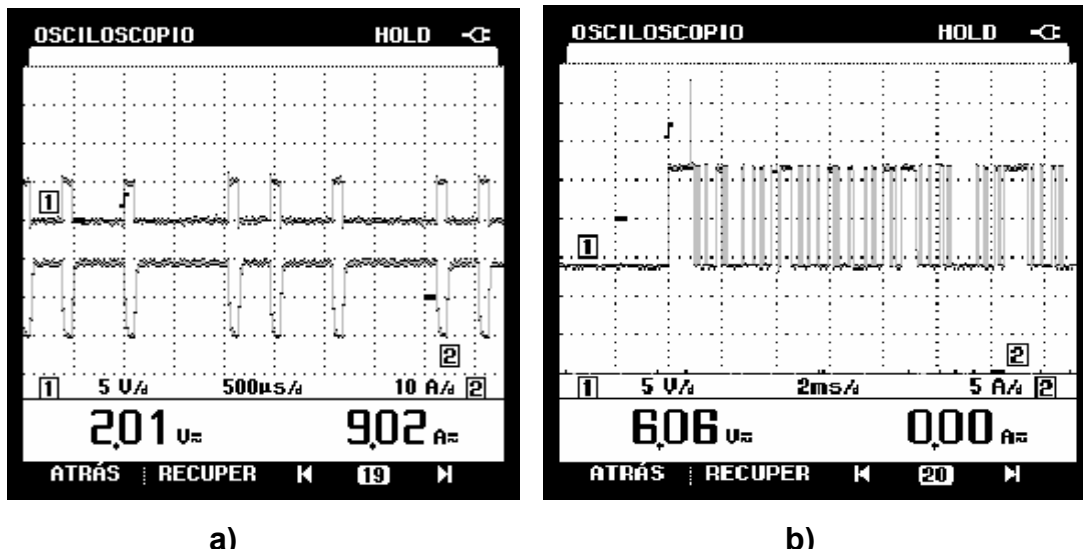 OSCILOSCOPIO HOLD
1
2
1 5 V/d 500µs/d 10 A/d 2
2,01 V≂ 9,02 A≂
ATRÁS RECUPER 19
a)
OSCILOSCOPIO HOLD
1
2
1 5 V/d 2ms/d 5 A/d 2
6,06 V≂ 0,00 A≂
ATRÁS RECUPER 20
b)